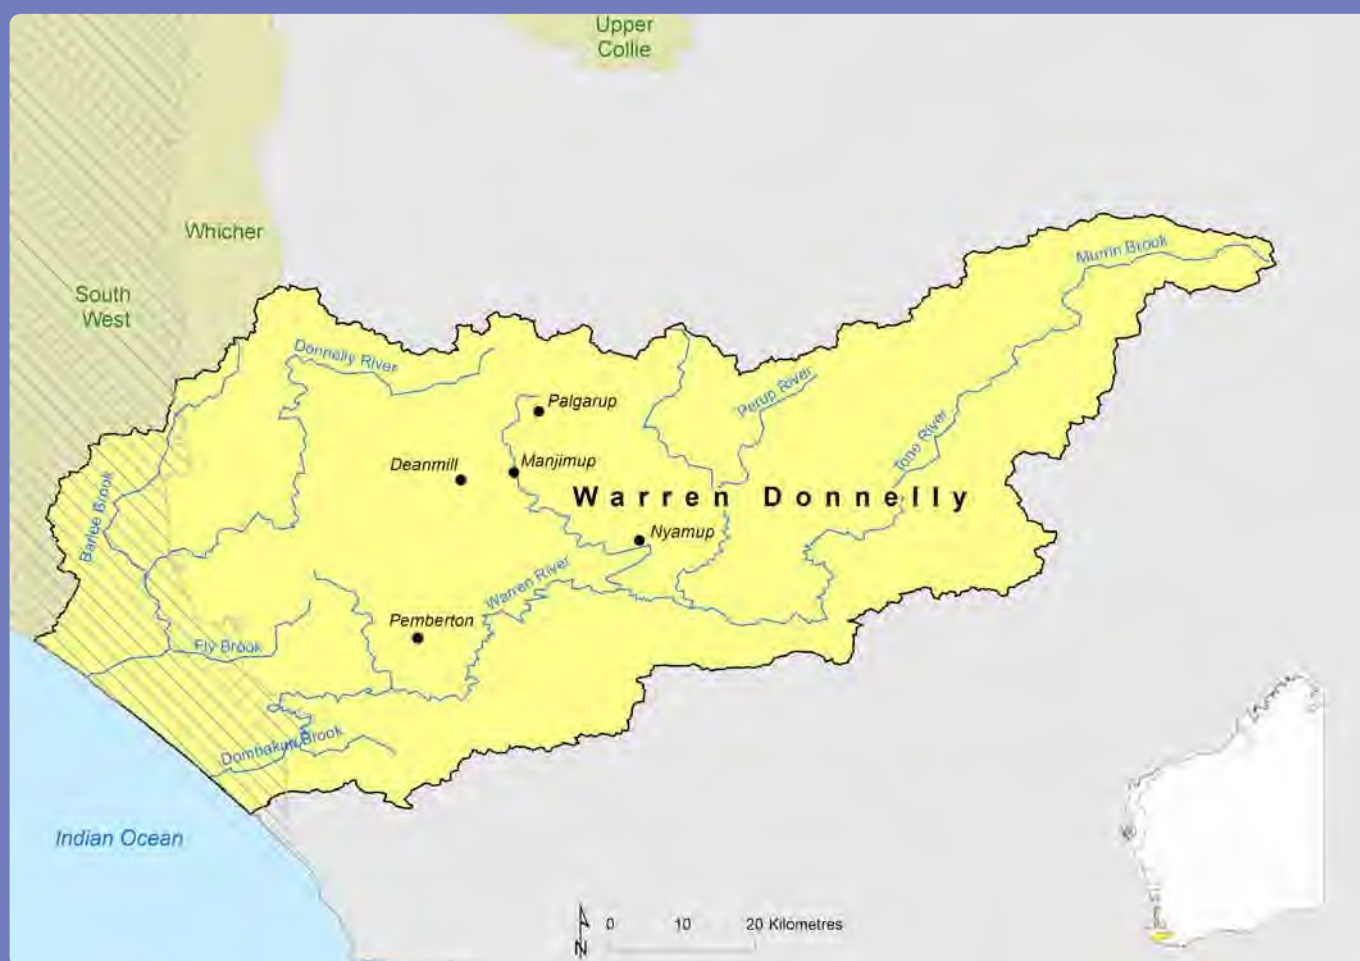 Upper
Collie
Whicher
South
West
Murrin Brook
Donnelly River
Perup River
Palgarup
Tone River
Deanmill
Manjimup
Warren Donnelly
Barlee Brook
Nyamup
Warren River
Pemberton
Fly Brook
Dombakup Brook
Indian Ocean
0 10 20 Kilometres
N